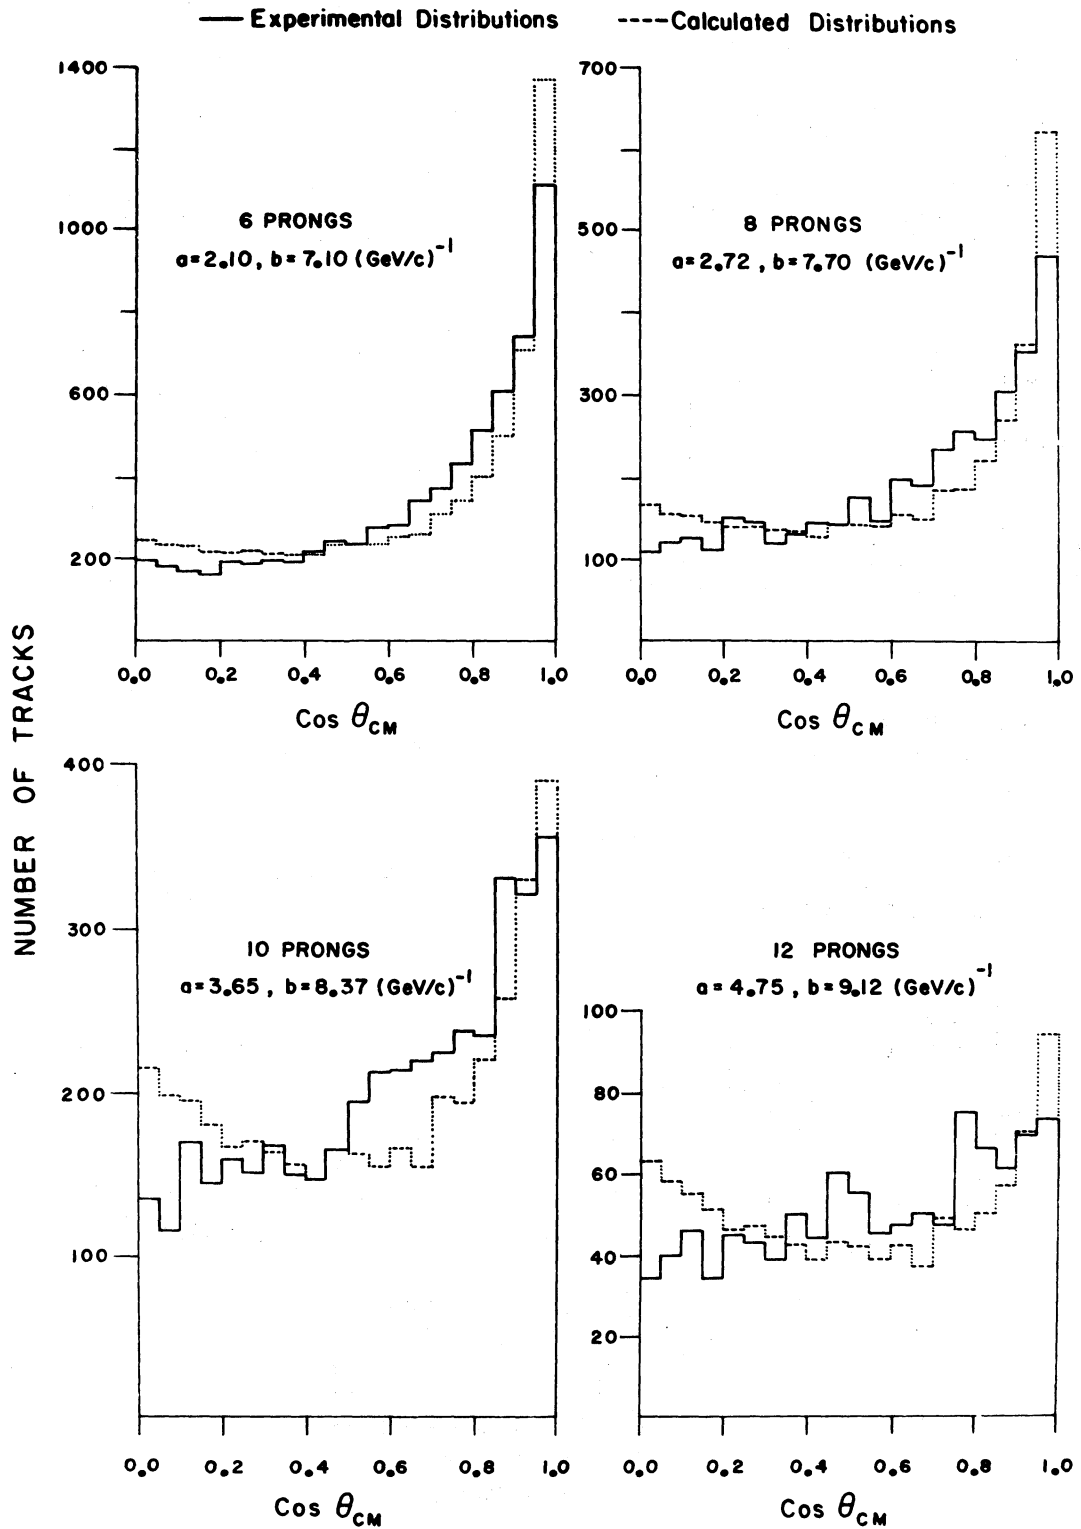 Experimental Distributions
Calculated Distributions
NUMBER OF TRACKS
1400
1000
600
200
6 PRONGS
a=2.10, b=7.10 (GeV/c)⁻¹
0.0 0.2 0.4 0.6 0.8 1.0
Cos θCM
700
500
300
100
8 PRONGS
a=2.72, b=7.70 (GeV/c)⁻¹
0.0 0.2 0.4 0.6 0.8 1.0
Cos θCM
400
300
200
100
10 PRONGS
a=3.65, b=8.37 (GeV/c)⁻¹
0.0 0.2 0.4 0.6 0.8 1.0
Cos θCM
12 PRONGS
a=4.75, b=9.12 (GeV/c)⁻¹
100
80
60
40
20
0.0 0.2 0.4 0.6 0.8 1.0
Cos θCM